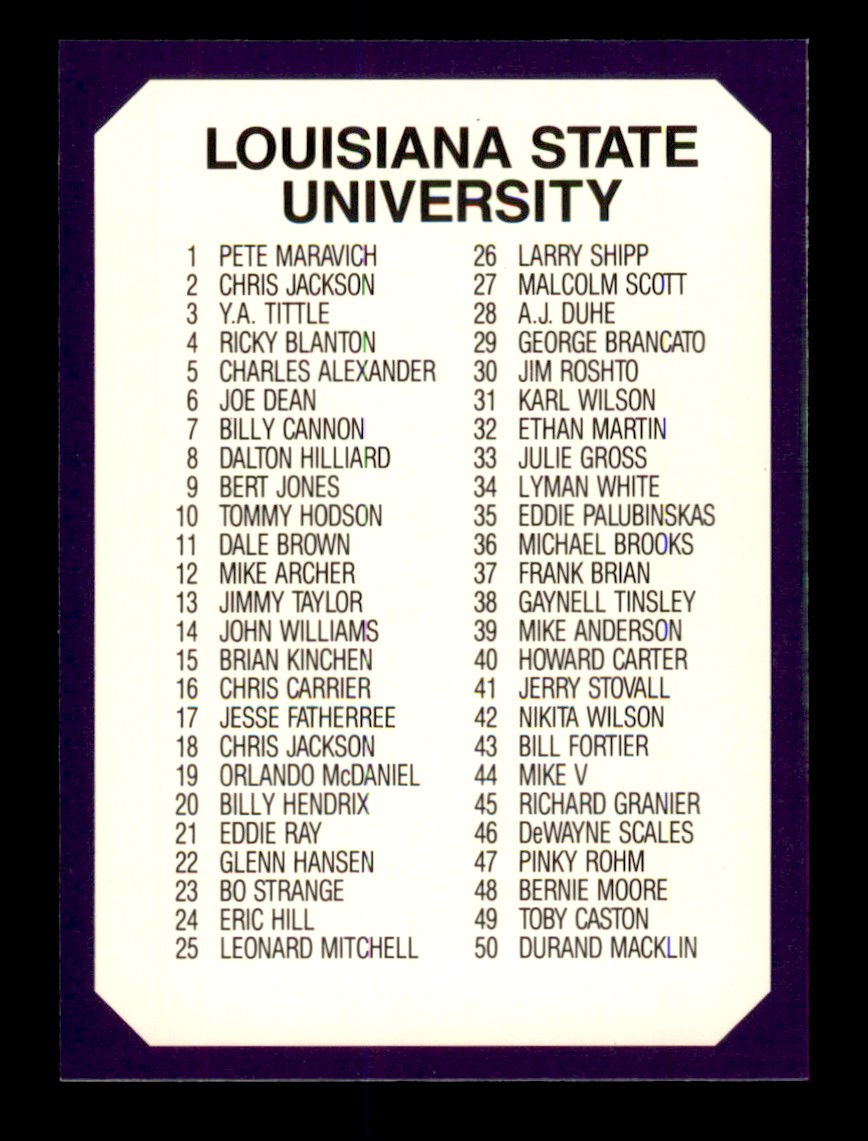 LOUISIANA STATE
UNIVERSITY
1 PETE MARAVICH
2 CHRIS JACKSON
3 Y.A. TITTLE
4 RICKY BLANTON
5 CHARLES ALEXANDER
6 JOE DEAN
7 BILLY CANNON
8 DALTON HILLIARD
9 BERT JONES
10 TOMMY HODSON
11 DALE BROWN
12 MIKE ARCHER
13 JIMMY TAYLOR
14 JOHN WILLIAMS
15 BRIAN KINCHEN
16 CHRIS CARRIER
17 JESSE FATHERREE
18 CHRIS JACKSON
19 ORLANDO McDANIEL
20 BILLY HENDRIX
21 EDDIE RAY
22 GLENN HANSEN
23 BO STRANGE
24 ERIC HILL
25 LEONARD MITCHELL
26 LARRY SHIPP
27 MALCOLM SCOTT
28 A.J. DUHE
29 GEORGE BRANCATO
30 JIM ROSHTO
31 KARL WILSON
32 ETHAN MARTIN
33 JULIE GROSS
34 LYMAN WHITE
35 EDDIE PALUBINSKAS
36 MICHAEL BROOKS
37 FRANK BRIAN
38 GAYNELL TINSLEY
39 MIKE ANDERSON
40 HOWARD CARTER
41 JERRY STOVALL
42 NIKITA WILSON
43 BILL FORTIER
44 MIKE V
45 RICHARD GRANIER
46 DeWAYNE SCALES
47 PINKY ROHM
48 BERNIE MOORE
49 TOBY CASTON
50 DURAND MACKLIN